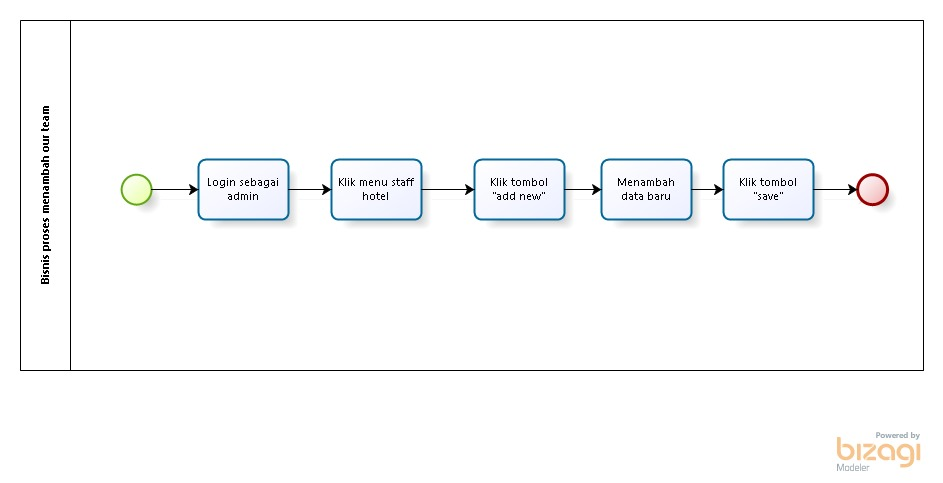 Bisnis proses menambah our team
Login sebagai
admin
Klik menu staff
hotel
Klik tombol
"add new"
Menambah
data baru
Klik tombol
"save"
Powered by
bizagi
Modeler